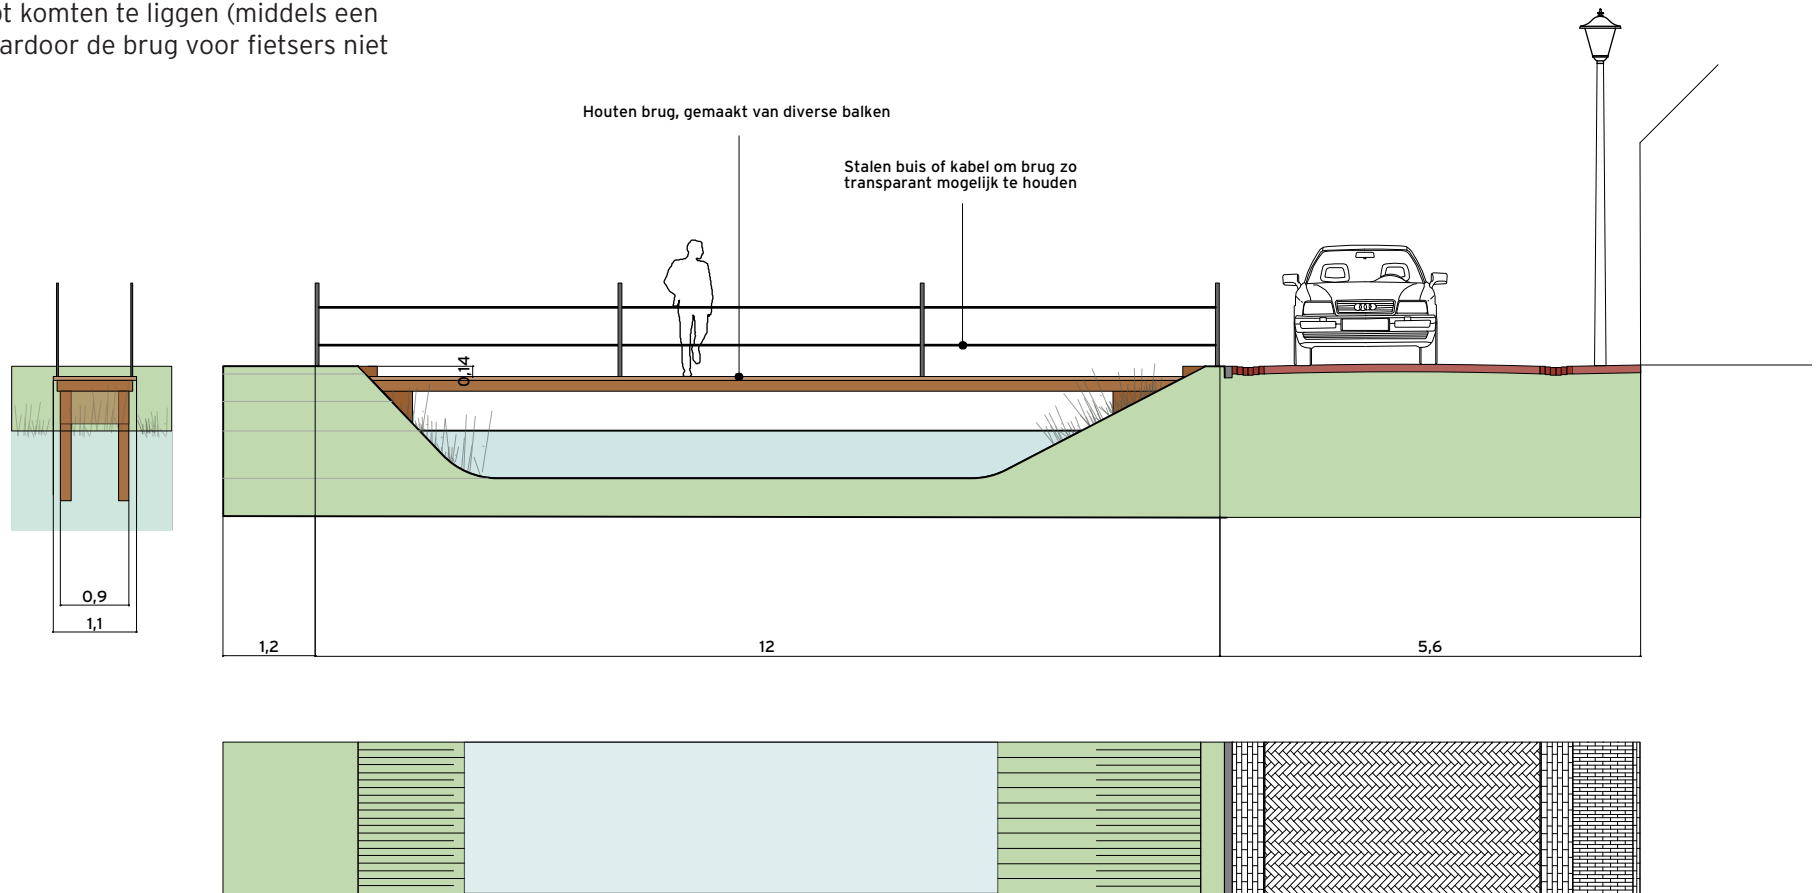 komten te liggen (middels een
de brug voor fietsers niet
Houten brug, gemaakt van diverse balken
Stalen buis of kabel om brug zo
transparant mogelijk te houden
0,14
0,9
1,1
1,2
12
5,6